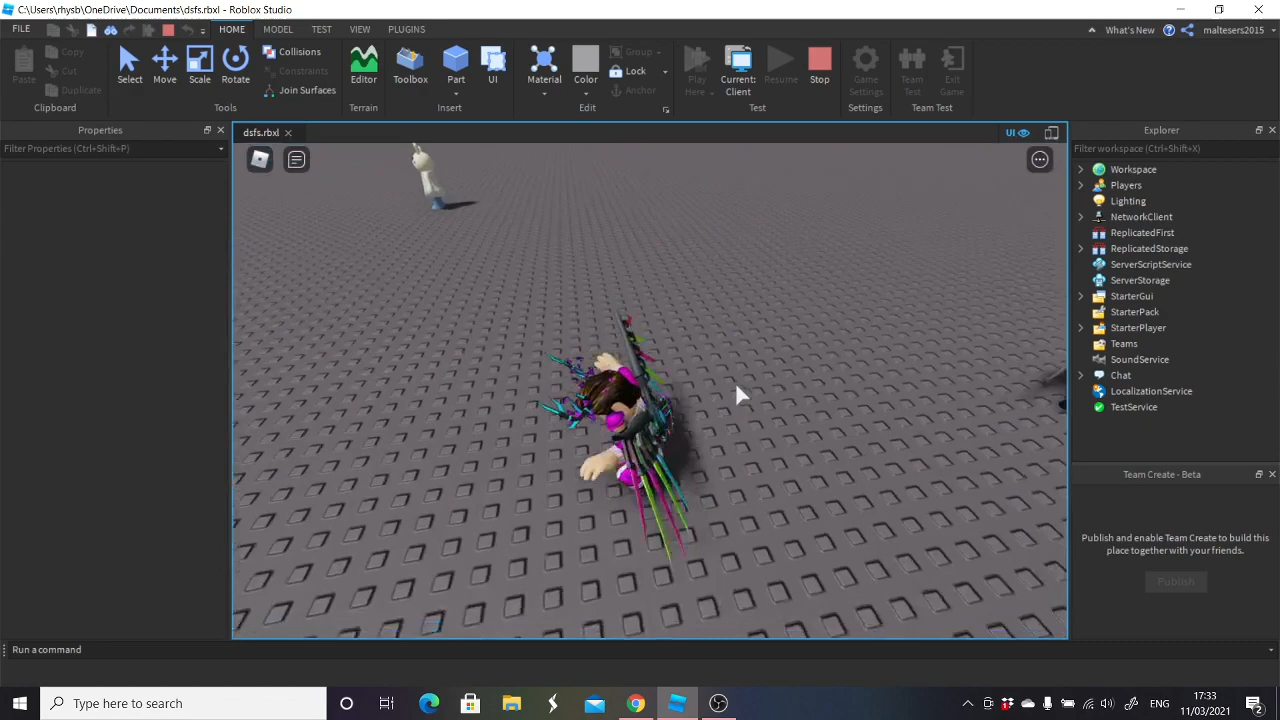 C:\Users\rhysb\OneDrive\Documents\dsfs.rbxl - Roblox Studio
FILE HOME MODEL TEST VIEW PLUGINS What's New maltesers2015
Paste Copy Cut Duplicate Select Move Scale Rotate Collisions Constraints Join Surfaces Editor Toolbox Part UI Material Color Group Lock Anchor Play Here Current: Client Resume Stop Game Settings Team Test Exit Game
Clipboard Tools Terrain Insert Edit Test Settings Team Test
Properties
Filter Properties (Ctrl+Shift+P)
dsfs.rbxl
UI
Explorer
Filter workspace (Ctrl+Shift+X)
Workspace
Players
Lighting
NetworkClient
ReplicatedFirst
ReplicatedStorage
ServerScriptService
ServerStorage
StarterGui
StarterPack
StarterPlayer
Teams
SoundService
Chat
LocalizationService
TestService
Team Create - Beta
Publish and enable Team Create to build this
place together with your friends.
Publish
Run a command
Type here to search
ENG
17:33
11/03/2021
2